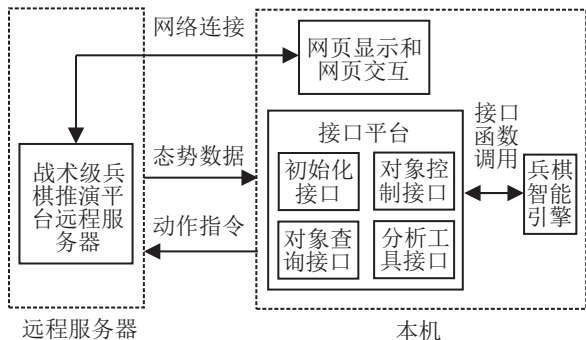 网络连接
网页显示和
网页交互
接口平台
初始化
接口
对象控
制接口
对象查
询接口
分析工
具接口
接口
函数
调用
兵棋
智能
引擎
战术级兵
棋推演平
台远程服
务器
态势数据
动作指令
远程服务器
本机